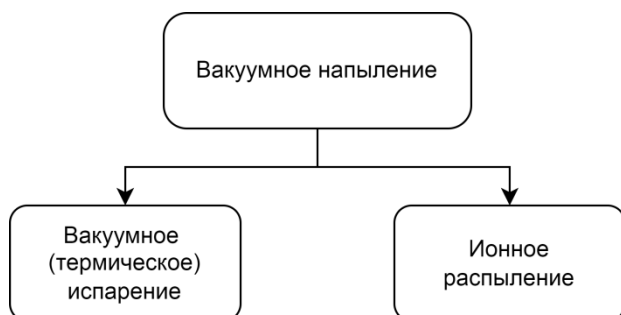 Вакуумное напыление
Вакуумное
(термическое)
испарение
Ионное
распыление